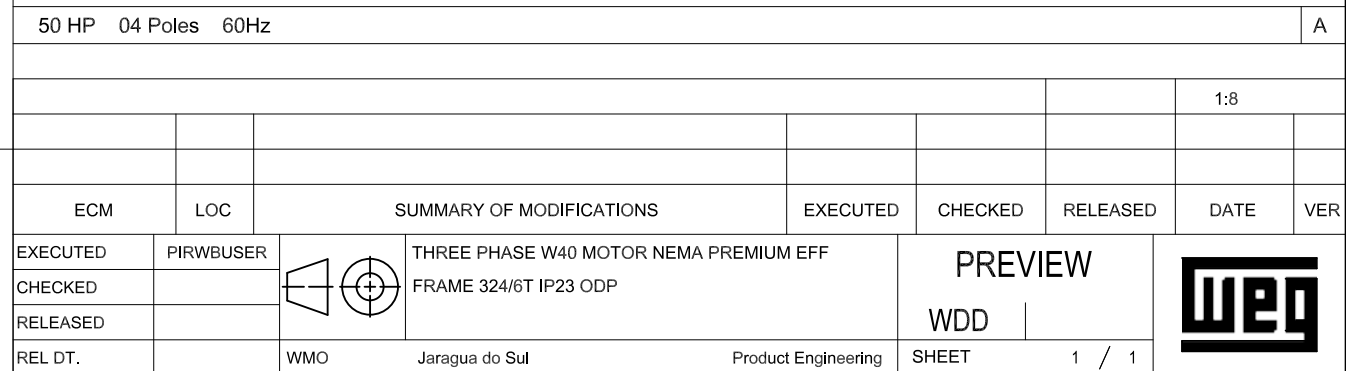 50 HP 04 Poles 60Hz A
1:8
ECM LOC SUMMARY OF MODIFICATIONS EXECUTED CHECKED RELEASED DATE VER
EXECUTED PIRWBUSER THREE PHASE W40 MOTOR NEMA PREMIUM EFF PREVIEW
CHECKED FRAME 324/6T IP23 ODP
RELEASED WDD
weg
REL DT. WMO Jaragua do Sul Product Engineering SHEET 1 / 1